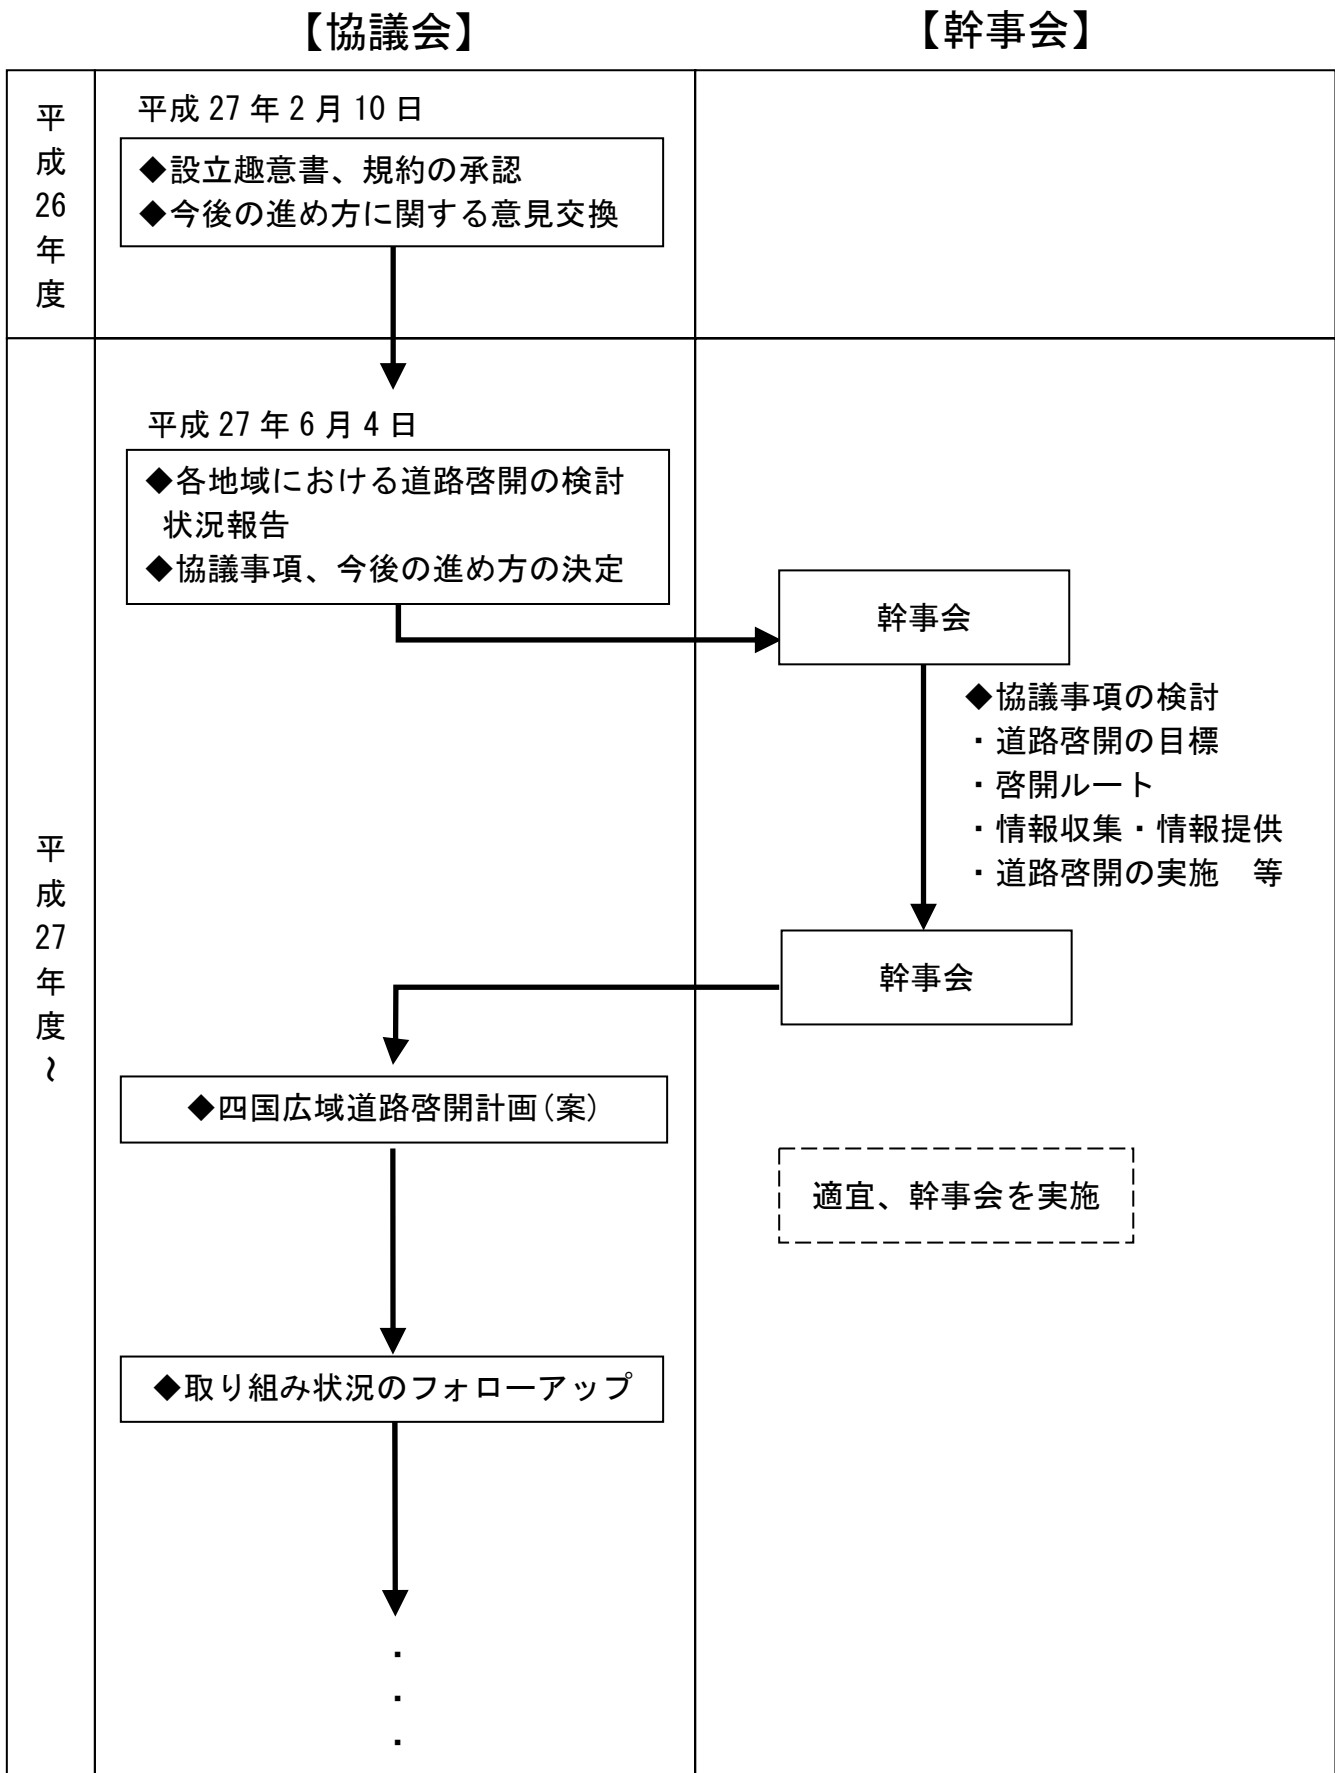 【協議会】
【幹事会】
平成26年度
平成 27 年 2 月 10 日
◆設立趣意書、規約の承認
◆今後の進め方に関する意見交換
平成27年度~
平成 27 年 6 月 4 日
◆各地域における道路啓開の検討
状況報告
◆協議事項、今後の進め方の決定
幹事会
◆協議事項の検討
・道路啓開の目標
・啓開ルート
・情報収集・情報提供
・道路啓開の実施　等
幹事会
◆四国広域道路啓開計画(案)
適宜、幹事会を実施
◆取り組み状況のフォローアップ
・
・
・